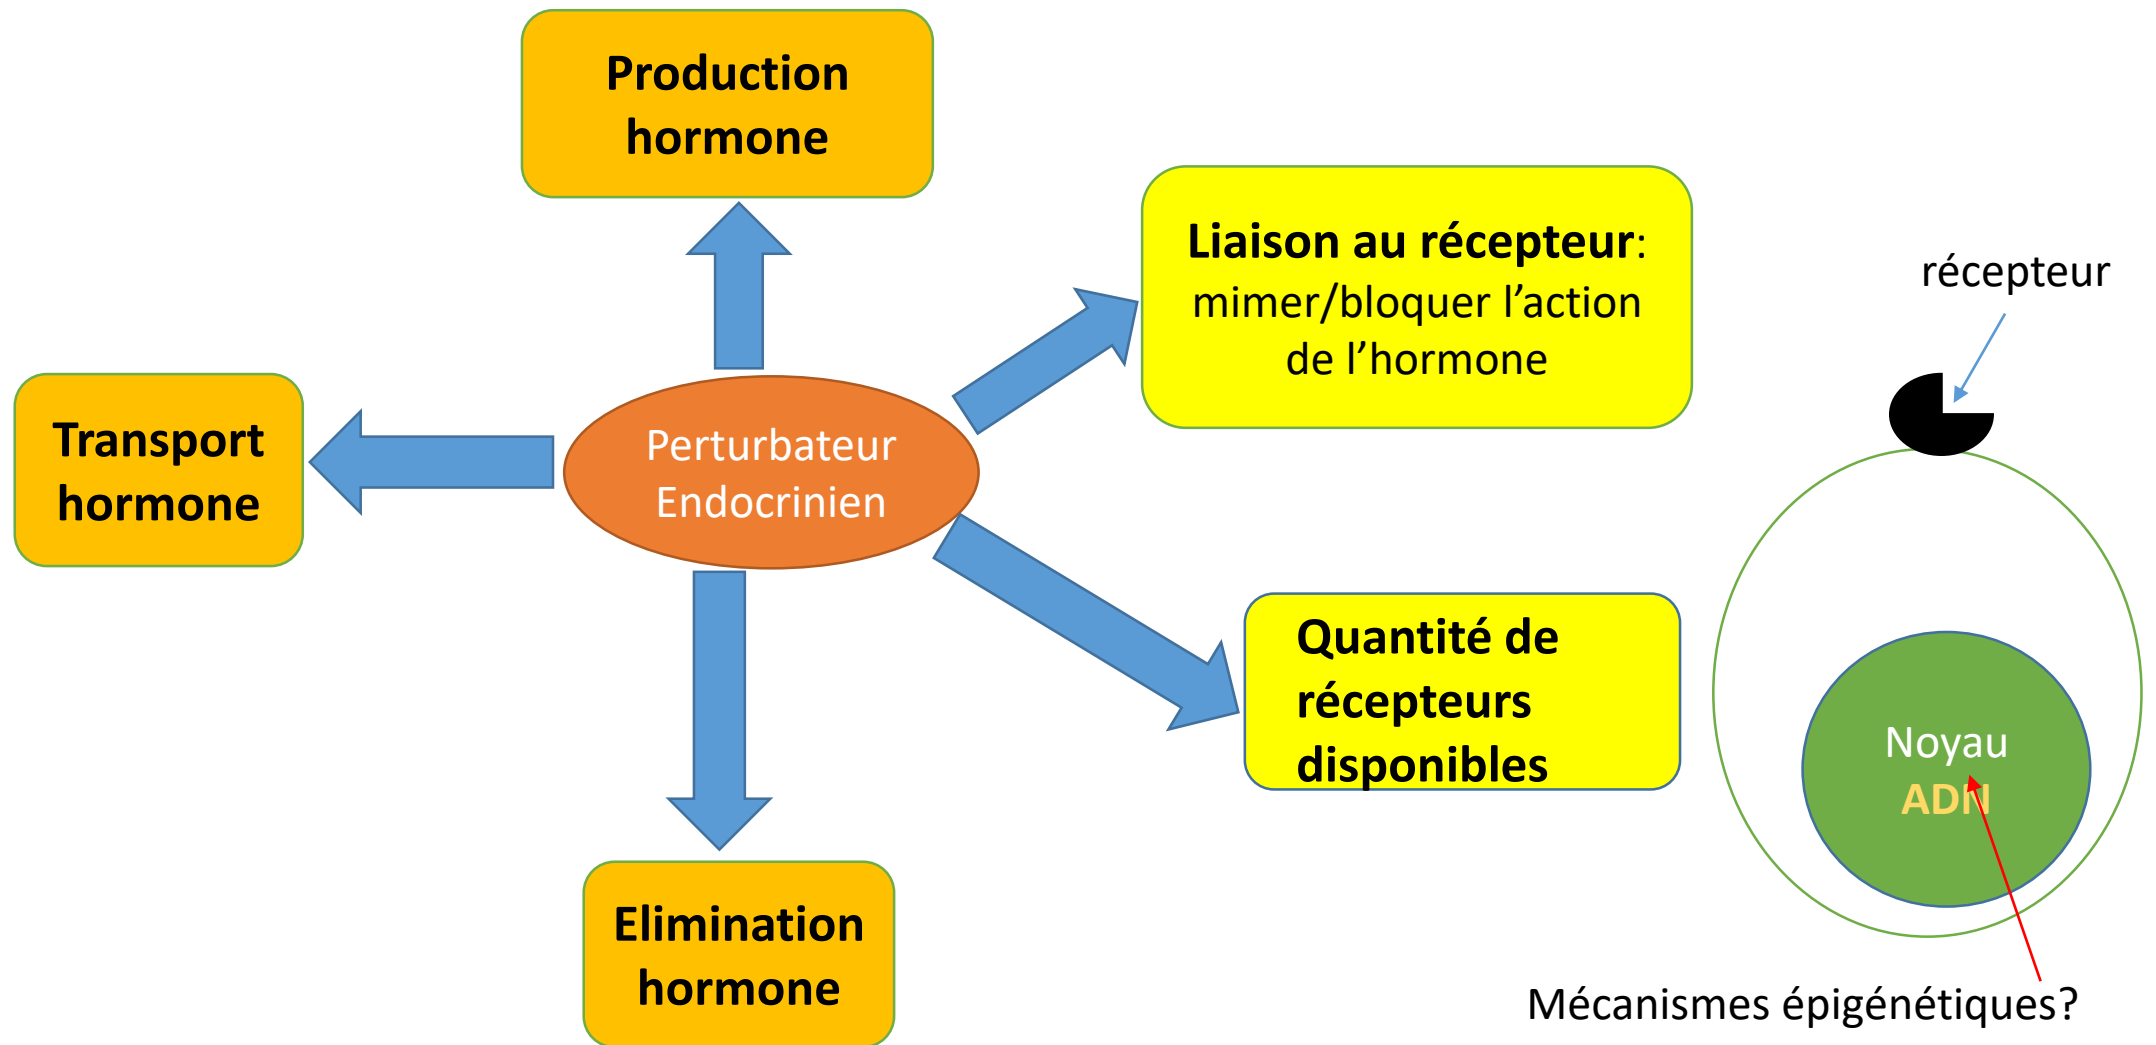 Production
hormone
Liaison au récepteur:
mimer/bloquer l’action
de l’hormone
récepteur
Transport
hormone
Perturbateur
Endocrinien
Quantité de
récepteurs
disponibles
Noyau
ADN
Elimination
hormone
Mécanismes épigénétiques?